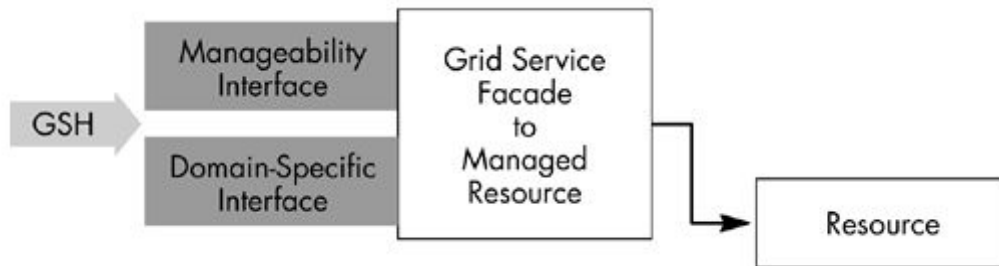 GSH
Manageability
Interface
Domain-Specific
Interface
Grid Service
Facade
to
Managed
Resource
Resource